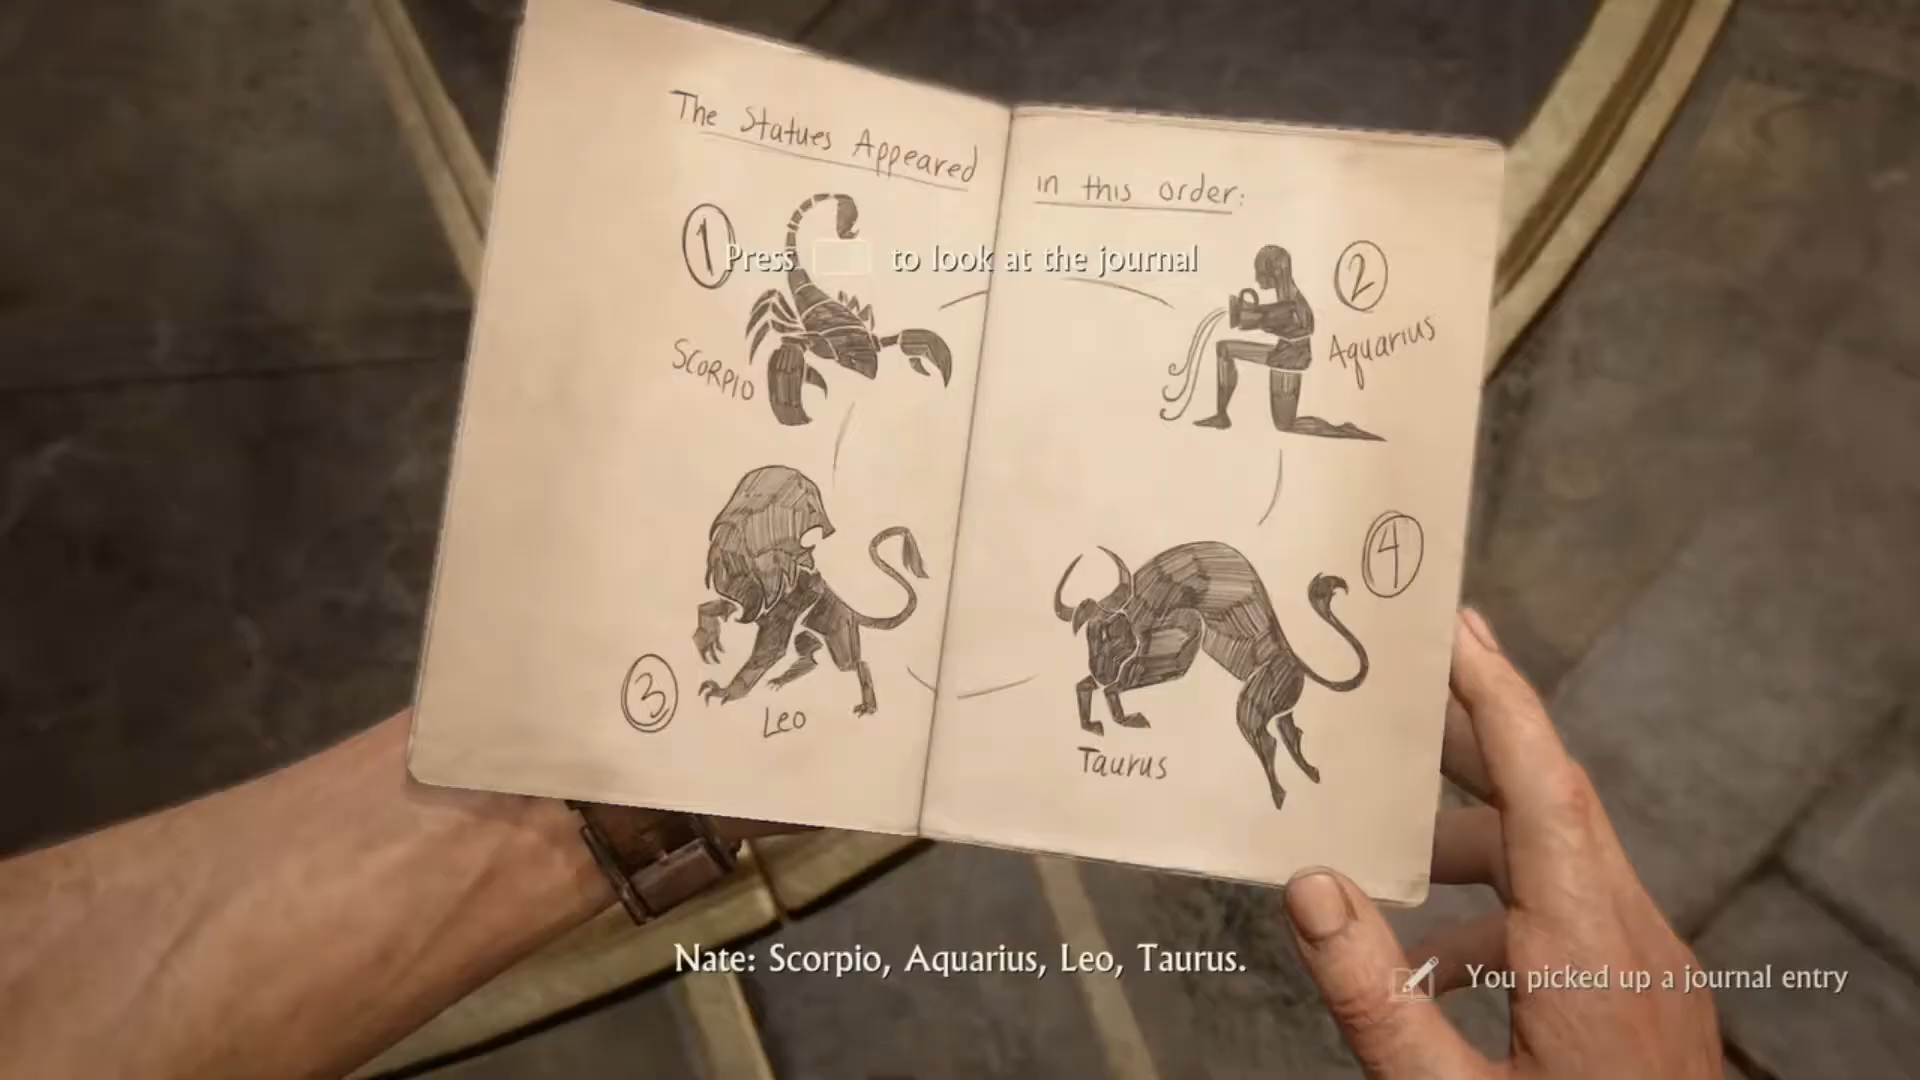 The Statues Appeared
in this order:
1
Press to look at the journal
2
SCORPIO
Aquarius
3
Leo
4
Taurus
Nate: Scorpio, Aquarius, Leo, Taurus.
You picked up a journal entry